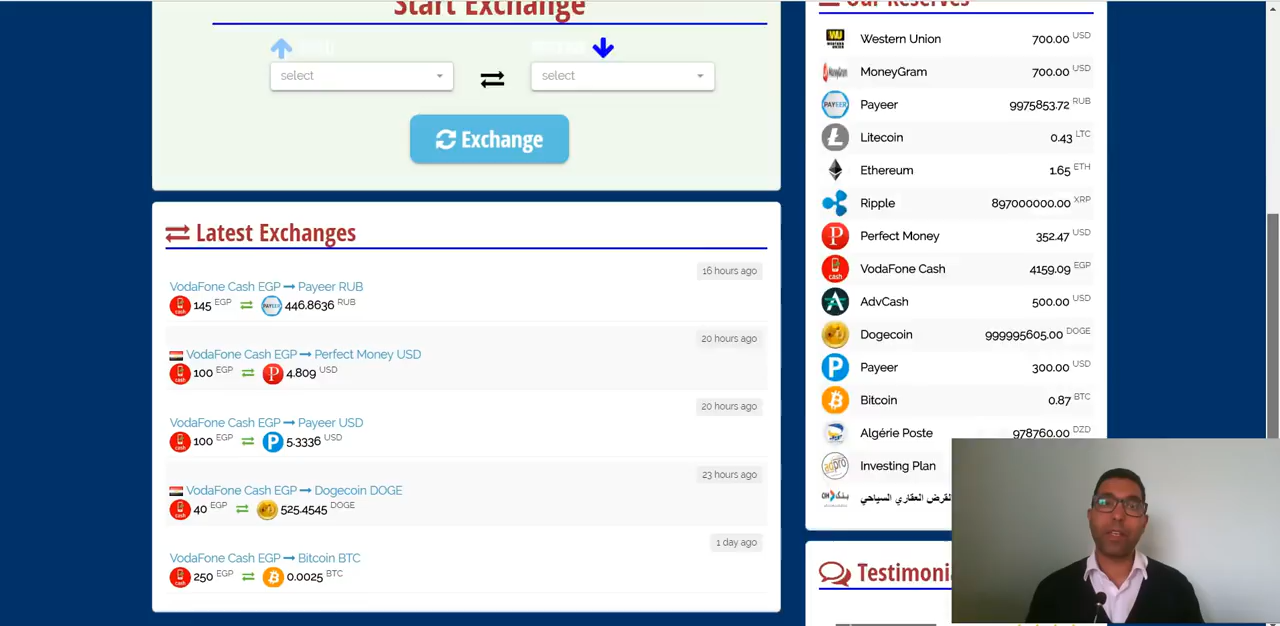 Start Exchange
select
select
Exchange
Latest Exchanges
16 hours ago
VodaFone Cash EGP → Payeer RUB
145 EGP
446.8636 RUB
20 hours ago
VodaFone Cash EGP → Perfect Money USD
100 EGP
4.809 USD
20 hours ago
VodaFone Cash EGP → Payeer USD
100 EGP
5.3336 USD
23 hours ago
VodaFone Cash EGP → Dogecoin DOGE
40 EGP
525.4545 DOGE
1 day ago
VodaFone Cash EGP → Bitcoin BTC
250 EGP
0.0025 BTC
Our Reserves
Western Union 700.00 USD
MoneyGram 700.00 USD
Payeer 9975853.72 RUB
Litecoin 0.43 LTC
Ethereum 1.65 ETH
Ripple 897000000.00 XRP
Perfect Money 352.47 USD
VodaFone Cash 4159.09 EGP
AdvCash 500.00 USD
Dogecoin 999995605.00 DOGE
Payeer 300.00 USD
Bitcoin 0.87 BTC
Algérie Poste 978760.00 DZD
Investing Plan
القرض العقاري السياحي
Testimoni